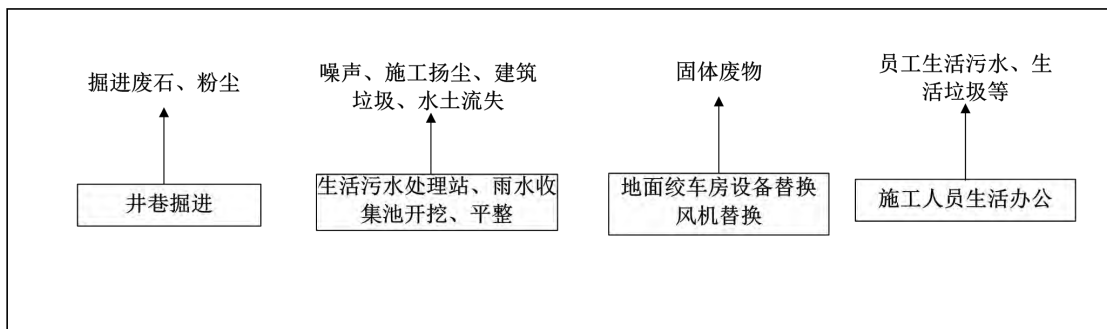 掘进废石、粉尘
噪声、施工扬尘、建筑
垃圾、水土流失
固体废物
员工生活污水、生
活垃圾等
井巷掘进
生活污水处理站、雨水收
集池开挖、平整
地面绞车房设备替换
风机替换
施工人员生活办公